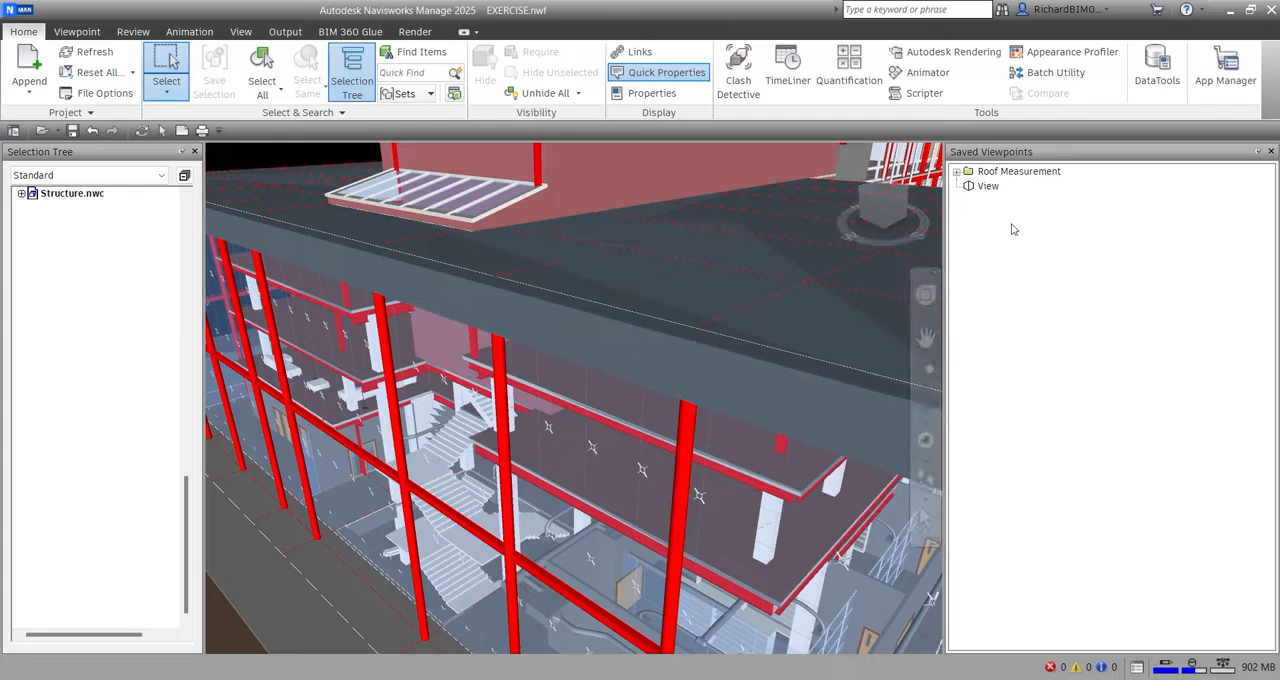 MAN
Autodesk Navisworks Manage 2025 EXERCISE.nwf
Type a keyword or phrase
RichardBIMO...
Home Viewpoint Review Animation View Output BIM 360 Glue Render
Append
Refresh
Reset All...
File Options
Project
Select
Save Selection
Select All
Select Same
Selection Tree
Find Items
Quick Find
Sets
Select & Search
Hide
Require
Hide Unselected
Unhide All
Visibility
Links
Quick Properties
Properties
Display
Clash Detective
TimeLiner
Quantification
Autodesk Rendering
Animator
Scripter
Appearance Profiler
Batch Utility
Compare
DataTools
App Manager
Tools
Selection Tree
Standard
Structure.nwc
Saved Viewpoints
Roof Measurement
View
0 0 0 902 MB